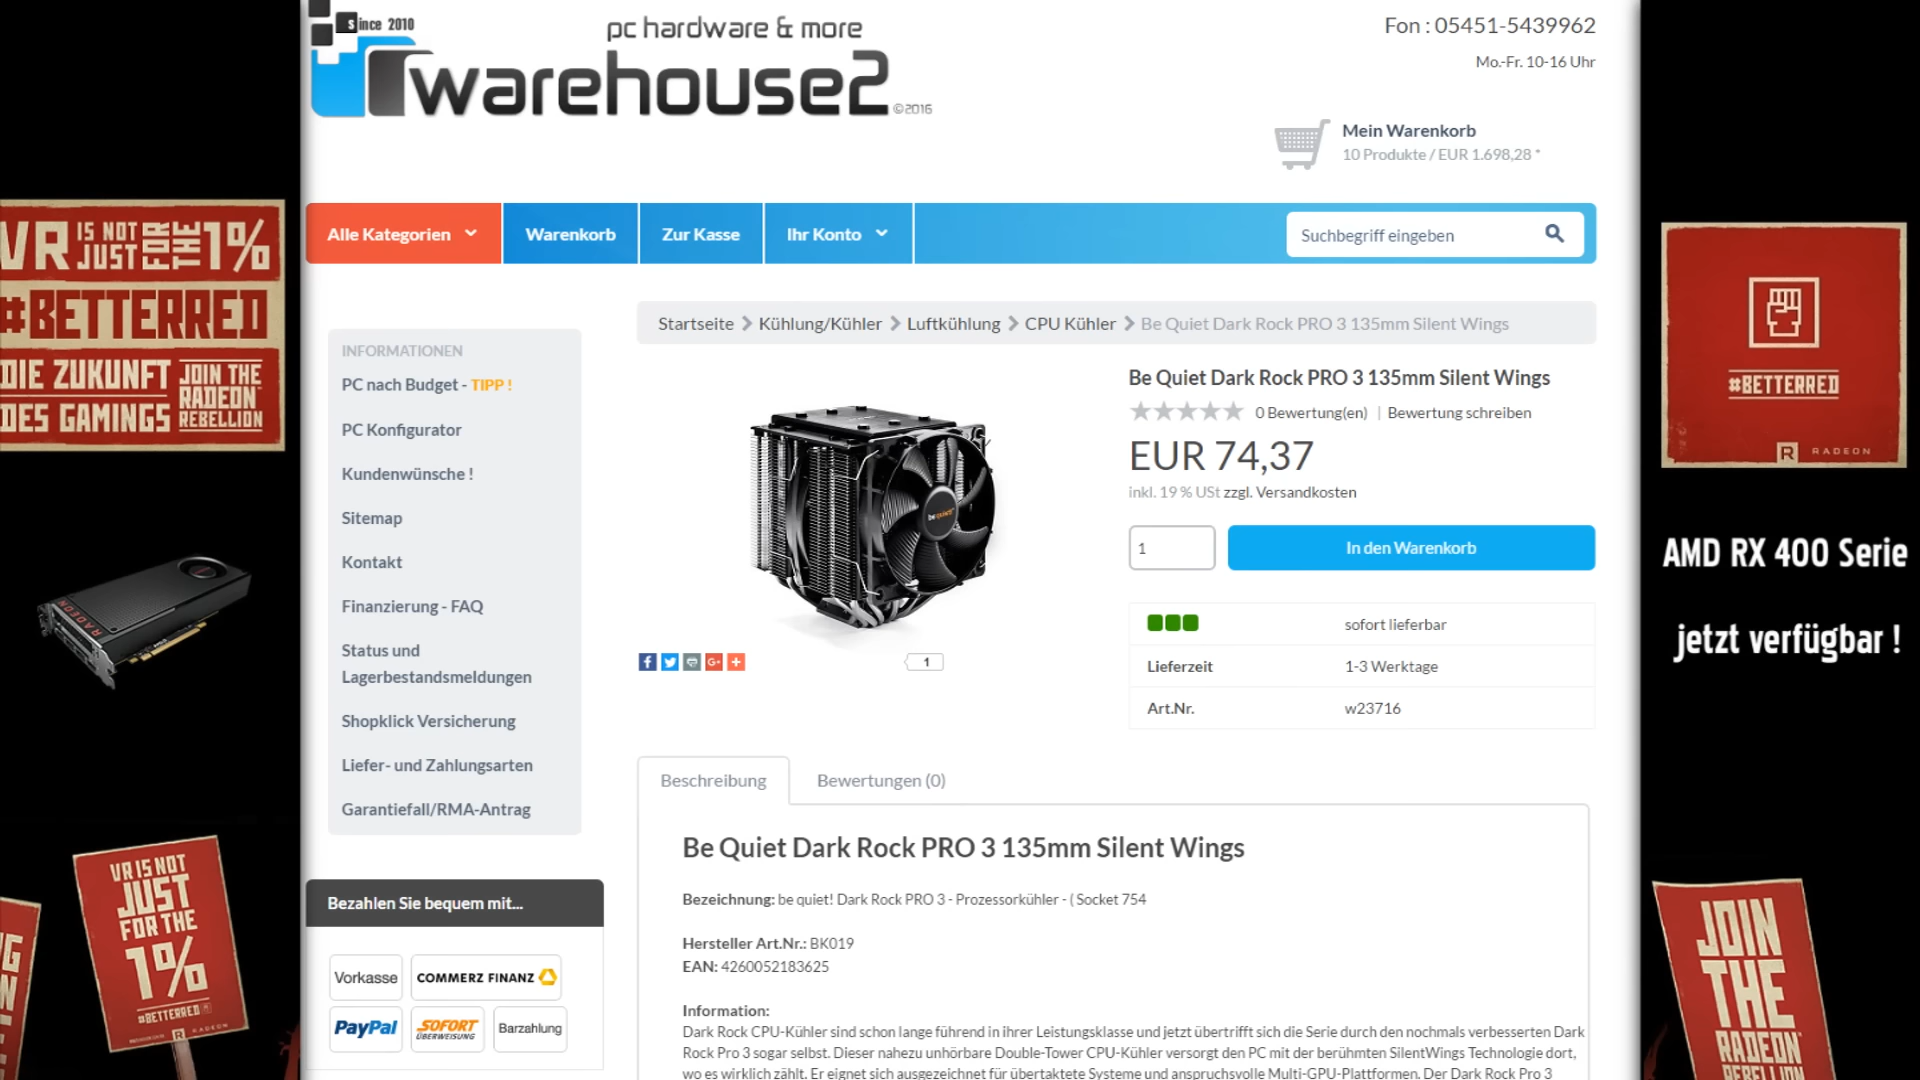 since 2010
pc hardware & more
warehouse2
©2016
Fon : 05451-5439962
Mo.-Fr. 10-16 Uhr
Mein Warenkorb
10 Produkte / EUR 1.698,28 *
Alle Kategorien
Warenkorb
Zur Kasse
Ihr Konto
Suchbegriff eingeben
VR IS NOT JUST FOR THE 1%
#BETTERRED
DIE ZUKUNFT
DES GAMINGS
JOIN THE
RADEON
REBELLION
RADEON
VR IS NOT
JUST
FOR THE
1%
#BETTERRED
R RADEON
INFORMATIONEN
PC nach Budget - TIPP !
PC Konfigurator
Kundenwünsche !
Sitemap
Kontakt
Finanzierung - FAQ
Status und
Lagerbestandsmeldungen
Shopklick Versicherung
Liefer- und Zahlungsarten
Garantiefall/RMA-Antrag
Bezahlen Sie bequem mit...
Vorkasse
COMMERZ FINANZ
PayPal
SOFORT
ÜBERWEISUNG
Barzahlung
Startseite > Kühlung/Kühler > Luftkühlung > CPU Kühler > Be Quiet Dark Rock PRO 3 135mm Silent Wings
be quiet!
1
Be Quiet Dark Rock PRO 3 135mm Silent Wings
0 Bewertung(en) | Bewertung schreiben
EUR 74,37
inkl. 19 % USt zzgl. Versandkosten
1
In den Warenkorb
sofort lieferbar
Lieferzeit 1-3 Werktage
Art.Nr. w23716
Beschreibung
Bewertungen (0)
Be Quiet Dark Rock PRO 3 135mm Silent Wings
Bezeichnung: be quiet! Dark Rock PRO 3 - Prozessorkühler - ( Socket 754
Hersteller Art.Nr.: BK019
EAN: 4260052183625
Information:
Dark Rock CPU-Kühler sind schon lange führend in ihrer Leistungsklasse und jetzt übertrifft sich die Serie durch den nochmals verbesserten Dark
Rock Pro 3 sogar selbst. Dieser nahezu unhörbare Double-Tower CPU-Kühler versorgt den PC mit der berühmten SilentWings Technologie dort,
wo es wirklich zählt. Er eignet sich ausgezeichnet für übertaktete Systeme und anspruchsvolle Multi-GPU-Plattformen. Der Dark Rock Pro 3
#BETTERRED
R RADEON
AMD RX 400 Serie
jetzt verfügbar !
JOIN
THE
RADEON